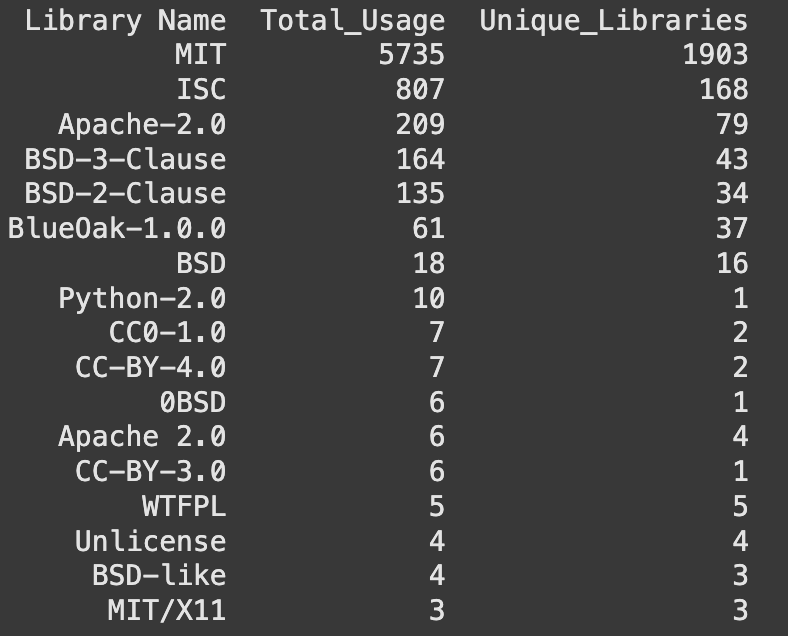 Library Name Total_Usage Unique_Libraries
MIT 5735 1903
ISC 807 168
Apache-2.0 209 79
BSD-3-Clause 164 43
BSD-2-Clause 135 34
BlueOak-1.0.0 61 37
BSD 18 16
Python-2.0 10 1
CC0-1.0 7 2
CC-BY-4.0 7 2
0BSD 6 1
Apache 2.0 6 4
CC-BY-3.0 6 1
WTFPL 5 5
Unlicense 4 4
BSD-like 4 3
MIT/X11 3 3